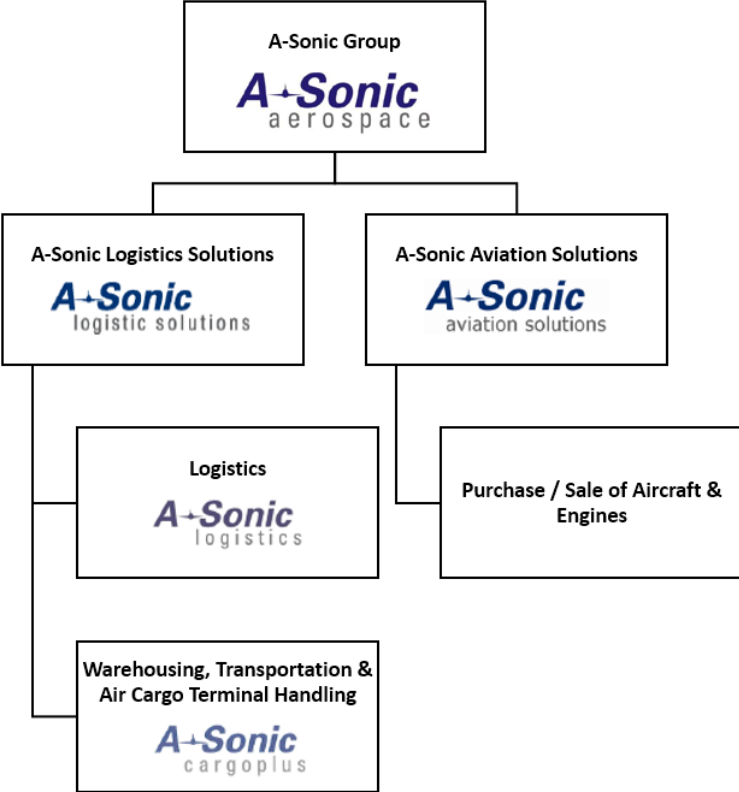 A-Sonic Group
A Sonic
aerospace
A-Sonic Logistics Solutions
A Sonic
logistic solutions
A-Sonic Aviation Solutions
A Sonic
aviation solutions
Logistics
A Sonic
logistics
Purchase / Sale of Aircraft &
Engines
Warehousing, Transportation &
Air Cargo Terminal Handling
A Sonic
cargoplus